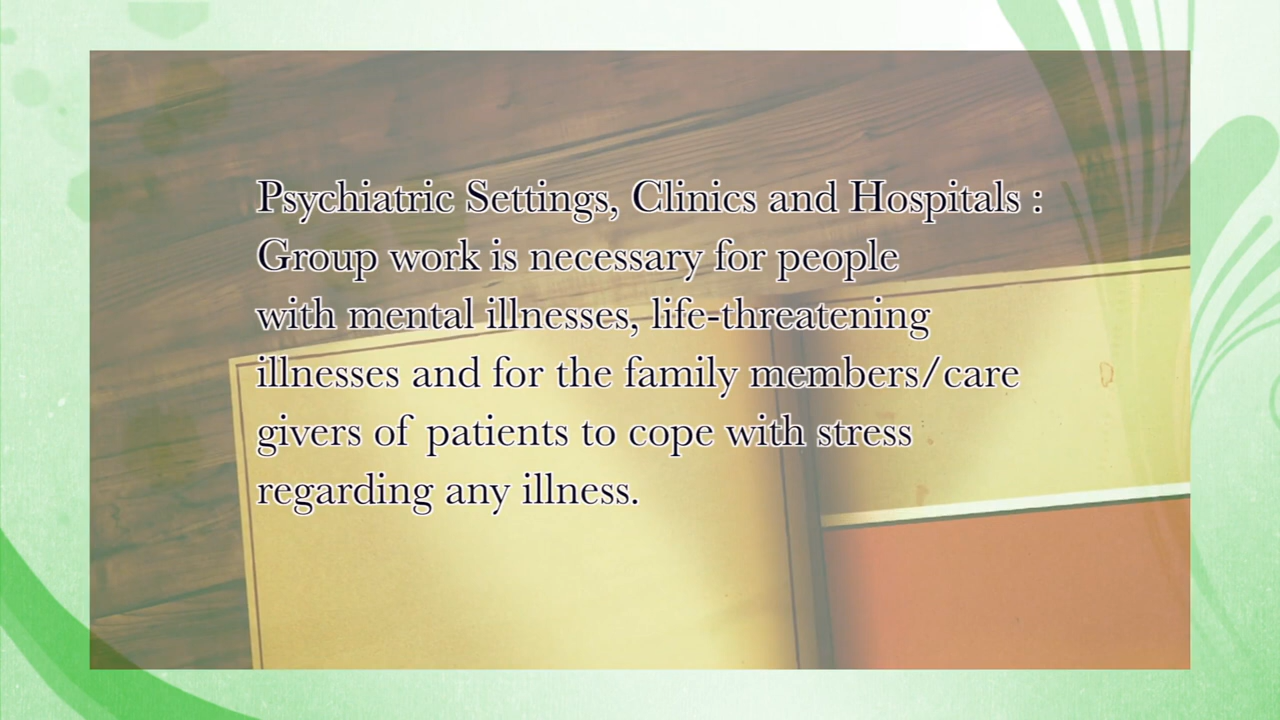 Psychiatric Settings, Clinics and Hospitals :
Group work is necessary for people
with mental illnesses, life-threatening
illnesses and for the family members/care
givers of patients to cope with stress
regarding any illness.